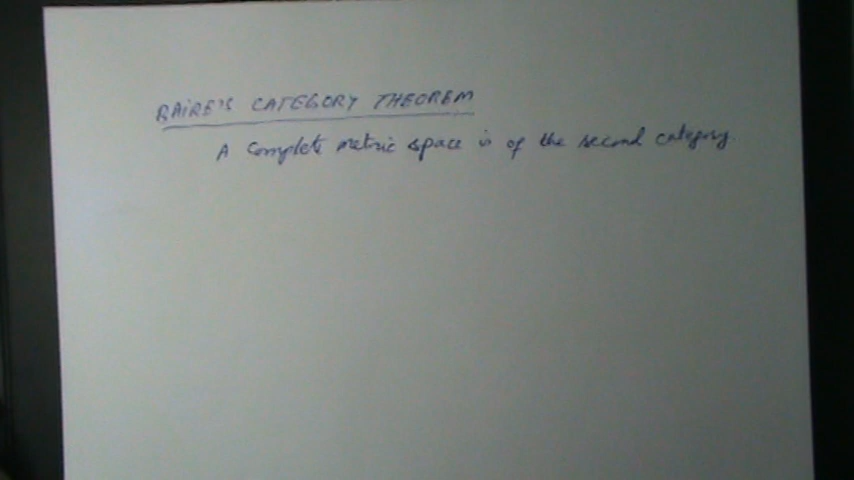 BAIRE'S CATEGORY THEOREM
A complete metric space is of the second category